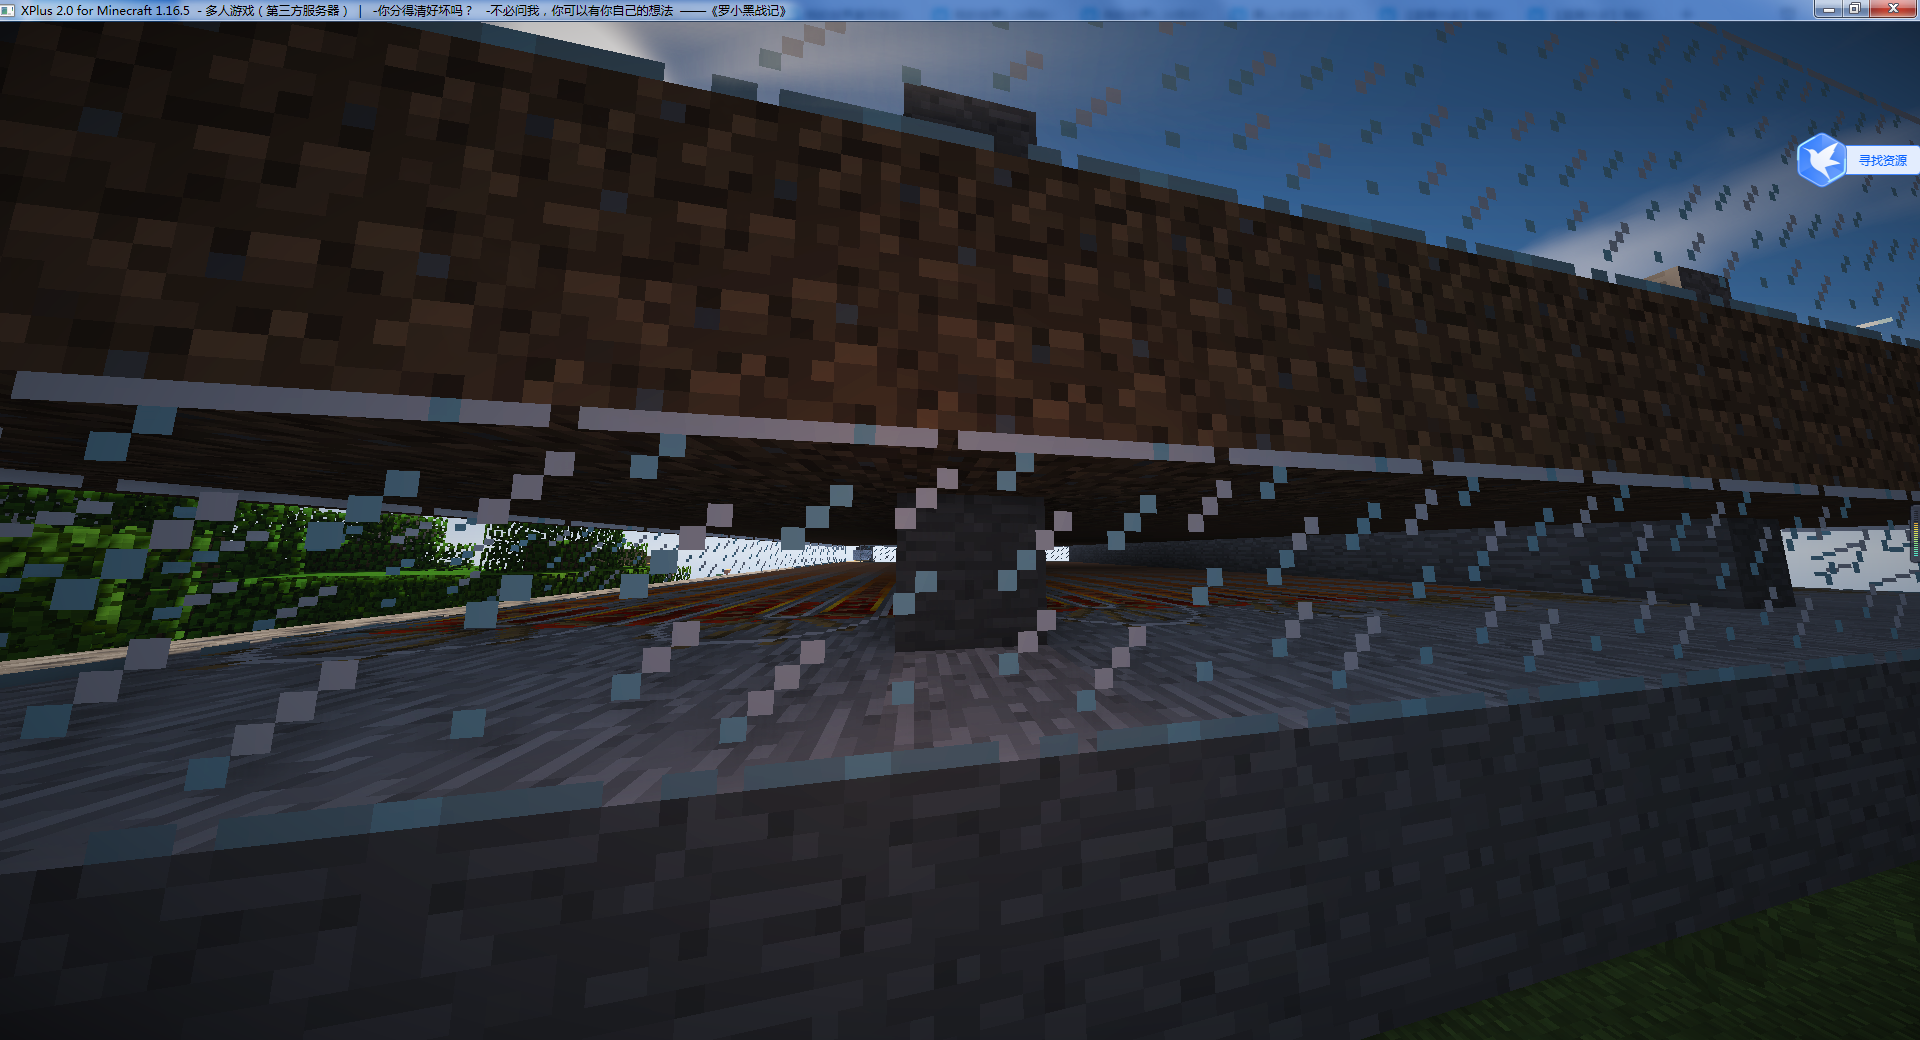 XPlus 2.0 for Minecraft 1.16.5 - 多人游戏（第三方服务器） | -你分得清好坏吗？ -不必问我，你可以有你自己的想法 ——《罗小黑战记》
寻找资源